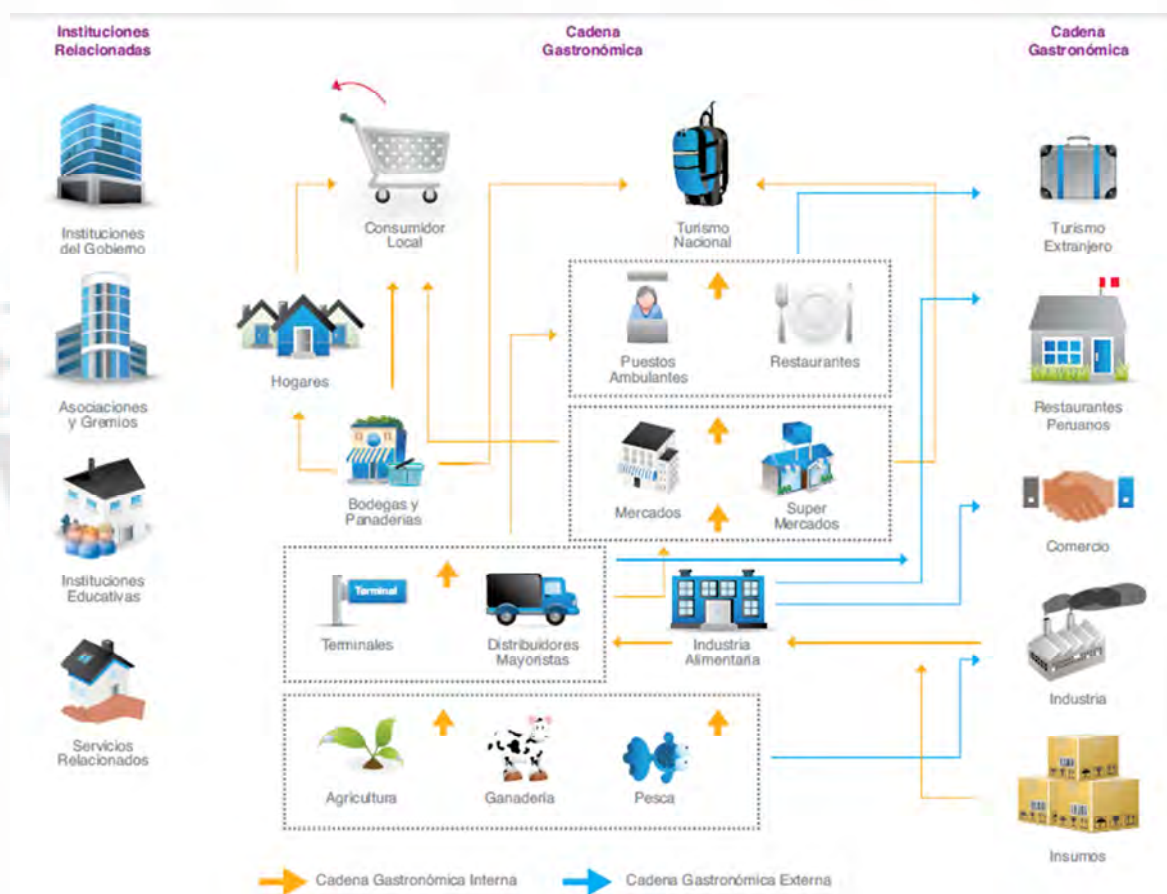 Instituciones
Relacionadas
Cadena
Gastronómica
Cadena
Gastronómica
Instituciones
del Gobierno
Consumidor
Local
Turismo
Nacional
Turismo
Extranjero
Asociaciones
y Gremios
Hogares
Puestos
Ambulantes
Restaurantes
Restaurantes
Peruanos
Bodegas y
Panaderias
Mercados
Super
Mercados
Comercio
Instituciones
Educativas
Terminal
Terminales
Distribuidores
Mayoristas
Industria
Alimentaria
Industria
Servicios
Relacionados
Agricultura
Ganadería
Pesca
Insumos
Cadena Gastronómica Interna
Cadena Gastronómica Externa